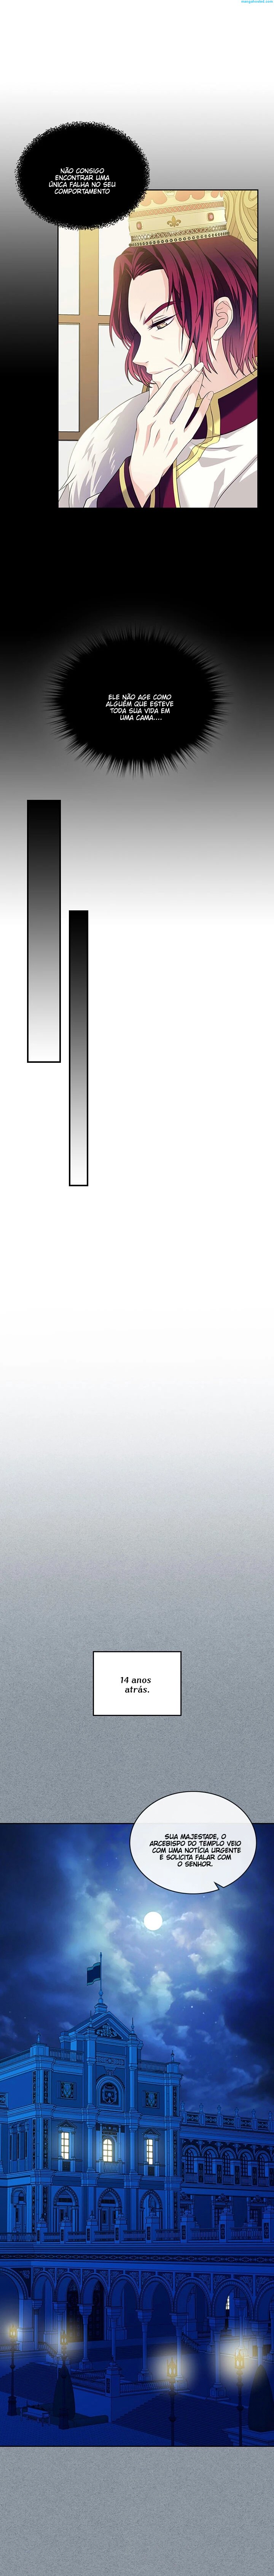 NÃO CONSIGO
ENCONTRAR UMA
ÚNICA FALHA NO SEU
COMPORTAMENTO
ELE NÃO AGE COMO
ALGUÉM QUE ESTEVE
TODA SUA VIDA EM
UMA CAMA....
14 anos
atrás.
SUA MAJESTADE, O
ARCEBISPO DO TEMPLO VEIO
COM UMA NOTÍCIA URGENTE
E SOLICITA FALAR COM
O SENHOR.